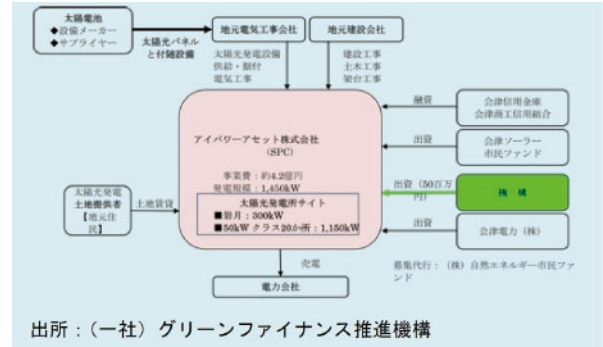 太陽電池
◆設備メーカー
◆サプライヤー
太陽光パネル
と付随設備
地元電気工事会社
地元建設会社
太陽光発電設備
供給・据付
電気工事
建設工事
土木工事
架台工事
アイパワーアセット株式会社
(SPC)
事業費：約4.2億円
発電規模：1,450kW
太陽光発電所サイト
■岩月：300kW
■50kW クラス20か所：1,150kW
太陽光発電
土地提供者
【地元住
民】
土地賃貸
融資
会津信用金庫
会津商工信用組合
出資
会津ソーラー
市民ファンド
出資（50百万
円）
機 構
出資
会津電力（株）
募集代行：（株）自然エネルギー市民ファ
ンド
売電
電力会社
出所：（一社）グリーンファイナンス推進機構